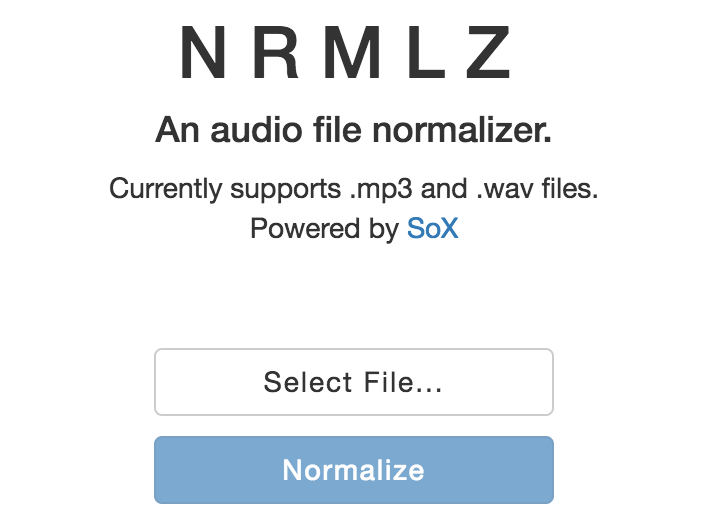 N R M L Z
An audio file normalizer.
Currently supports .mp3 and .wav files.
Powered by SoX
Select File...
Normalize